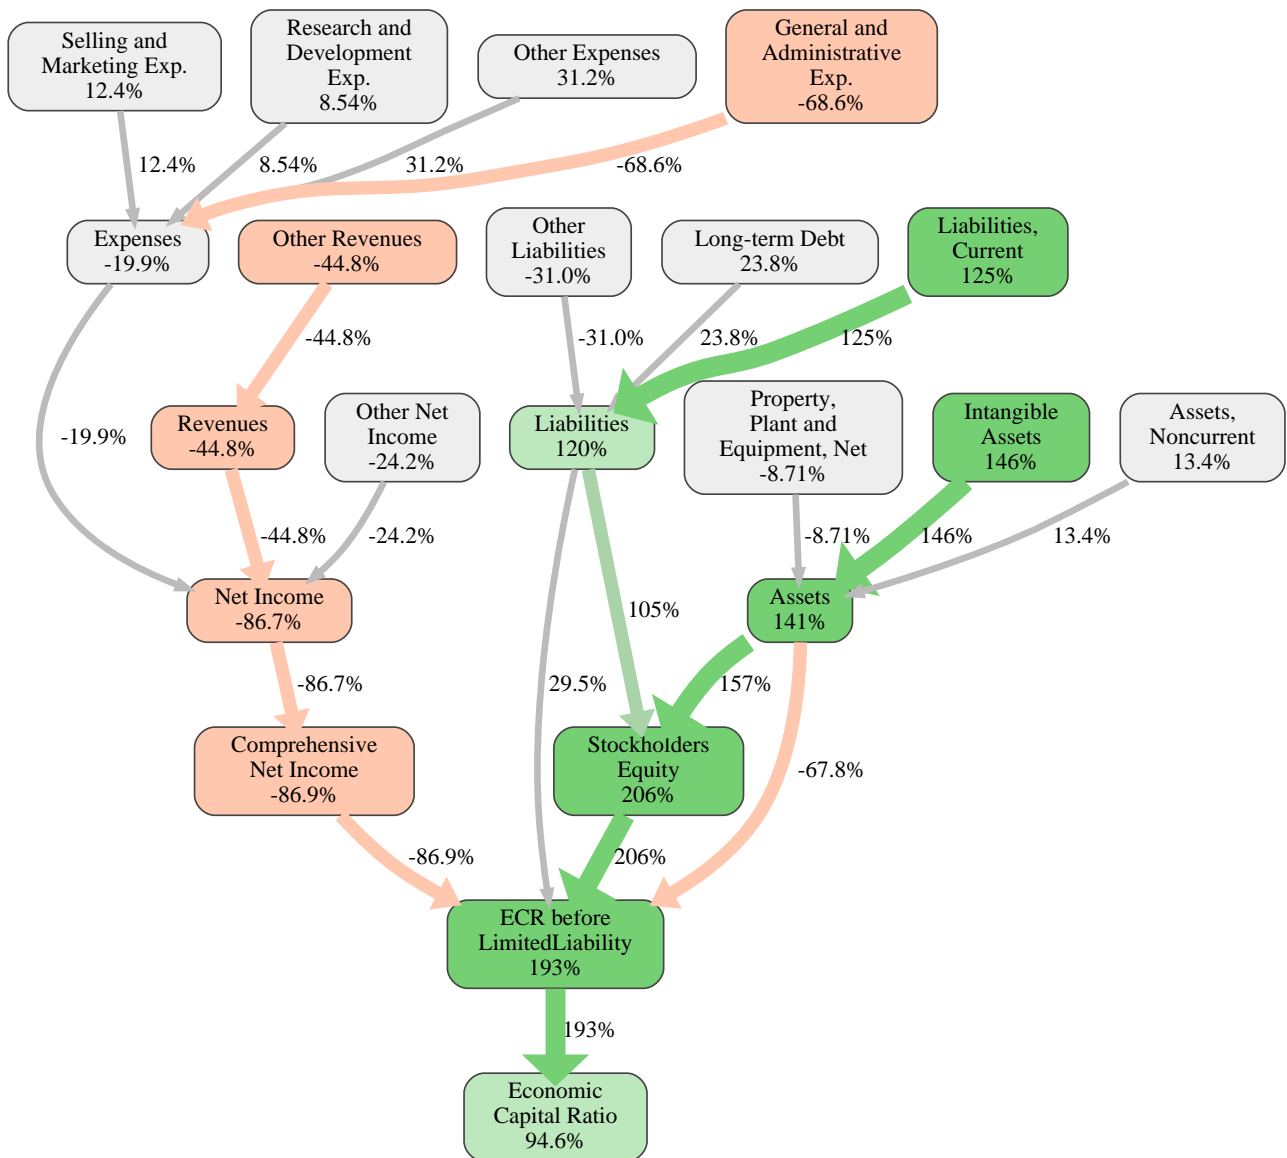 Selling and
Marketing Exp.
12.4%
Research and
Development
Exp.
8.54%
Other Expenses
31.2%
General and
Administrative
Exp.
-68.6%
12.4%
8.54%
31.2%
-68.6%
Expenses
-19.9%
Other Revenues
-44.8%
Other
Liabilities
-31.0%
Long-term Debt
23.8%
Liabilities,
Current
125%
-44.8%
-31.0%
23.8%
125%
-19.9%
Revenues
-44.8%
Other Net
Income
-24.2%
Liabilities
120%
Property,
Plant and
Equipment, Net
-8.71%
Intangible
Assets
146%
Assets,
Noncurrent
13.4%
-44.8%
-24.2%
-8.71%
146%
13.4%
Net Income
-86.7%
105%
Assets
141%
-86.7%
29.5%
157%
Comprehensive
Net Income
-86.9%
Stockholders
Equity
206%
-67.8%
-86.9%
206%
ECR before
LimitedLiability
193%
193%
Economic
Capital Ratio
94.6%